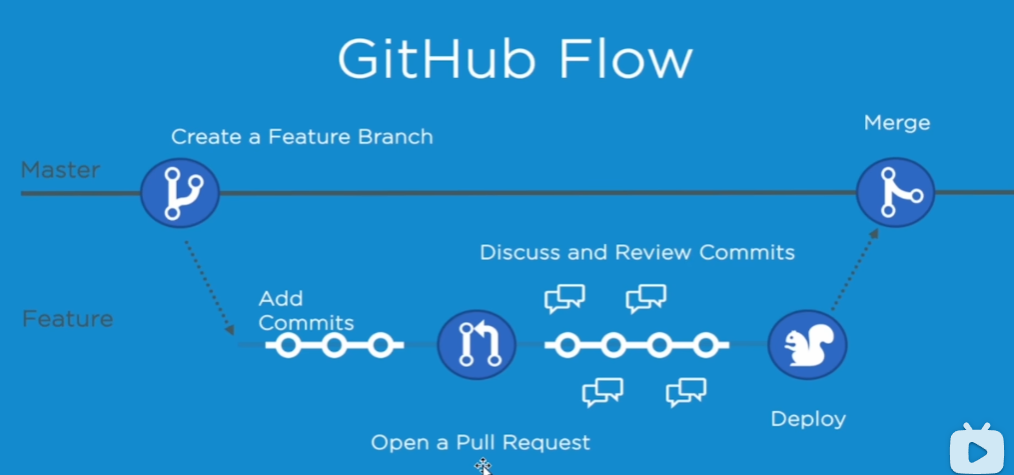 GitHub Flow
Create a Feature Branch
Merge
Master
Discuss and Review Commits
Feature
Add
Commits
Deploy
Open a Pull Request